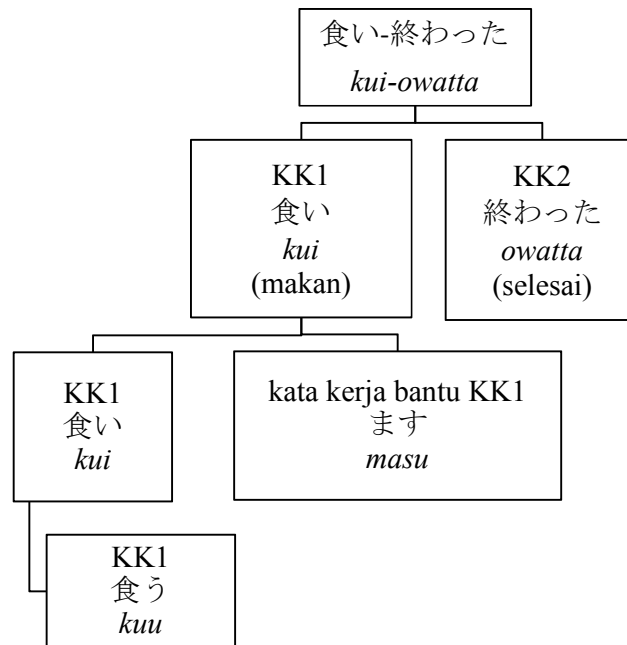 食い-終わった
kui-owatta
KK1
食い
kui
(makan)
KK2
終わった
owatta
(selesai)
KK1
食い
kui
kata kerja bantu KK1
ます
masu
KK1
食う
kuu